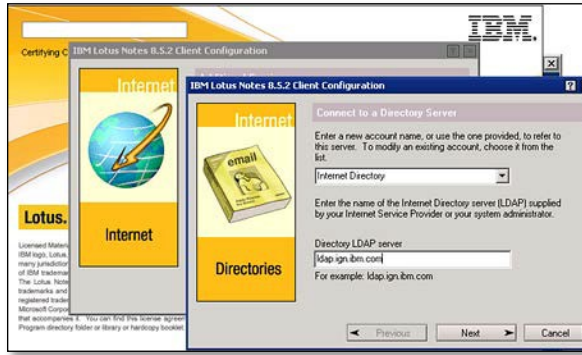 IBM.
Certifying C
IBM Lotus Notes 8.5.2 Client Configuration
Internet
Internet
Lotus.
Licensed Materi
IBM logo, Lotus,
many jurisdiction
of IBM trademar
The Lotus Note
trademarks and
registered trader
Microsoft Corpor
that accompanies it. You can find this license agreem
Program directory folder or library or hardcopy booklet
IBM Lotus Notes 8.5.2 Client Configuration
Internet
email
Directories
Connect to a Directory Server
Enter a new account name, or use the one provided, to refer to
this server. To modify an existing account, choose it from the
list.
Internet Directory
Enter the name of the Internet Directory server (LDAP) supplied
by your Internet Service Provider or your system administrator.
Directory LDAP server
ldap.ign.ibm.com
For example: ldap.ign.ibm.com
Previous
Next
Cancel